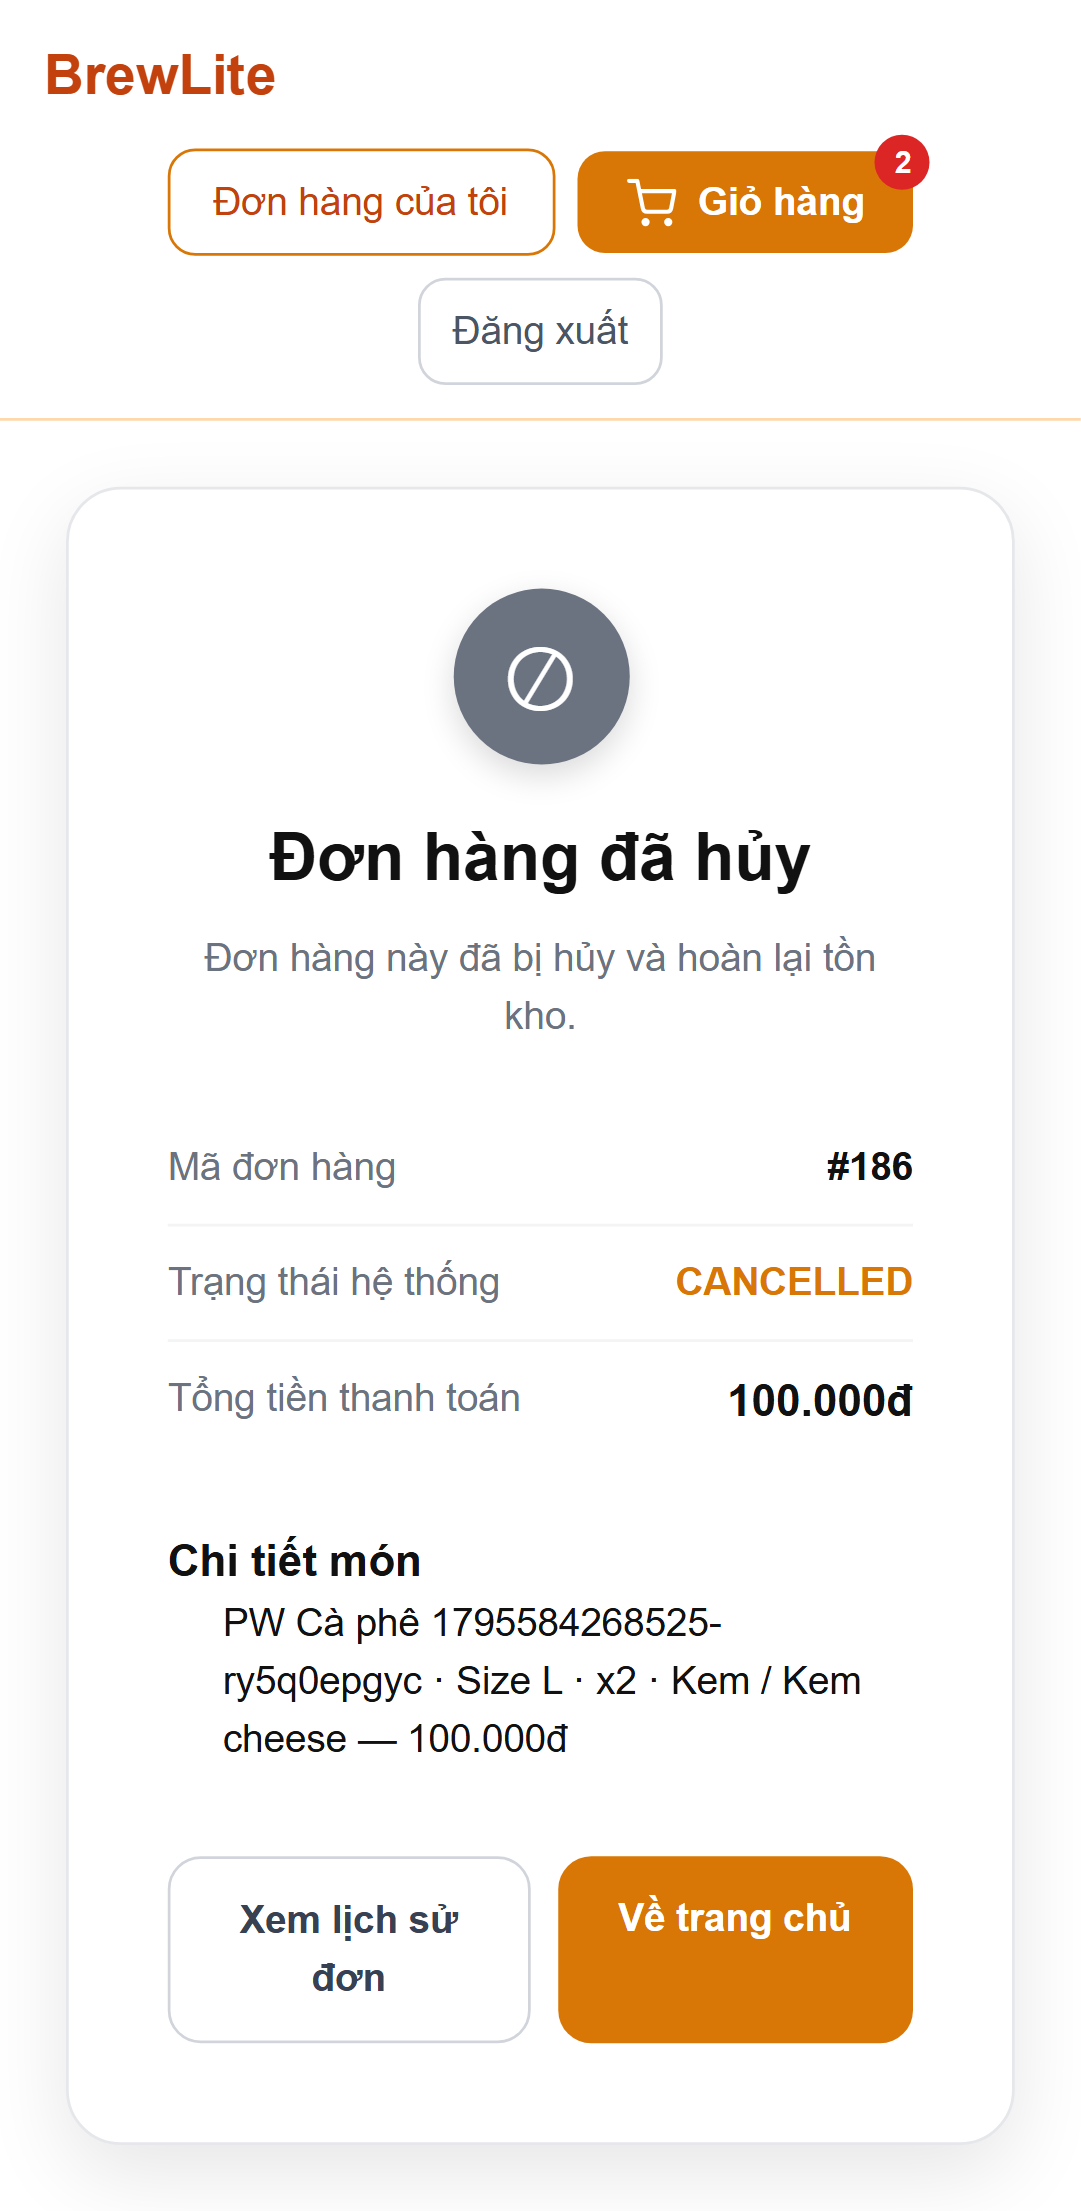 BrewLite
Đơn hàng của tôi
Giỏ hàng
2
Đăng xuất
Đơn hàng đã hủy
Đơn hàng này đã bị hủy và hoàn lại tồn
kho.
Mã đơn hàng
#186
Trạng thái hệ thống
CANCELLED
Tổng tiền thanh toán
100.000đ
Chi tiết món
PW Cà phê 1795584268525-
ry5q0epgyc · Size L · x2 · Kem / Kem
cheese — 100.000đ
Xem lịch sử
đơn
Về trang chủ